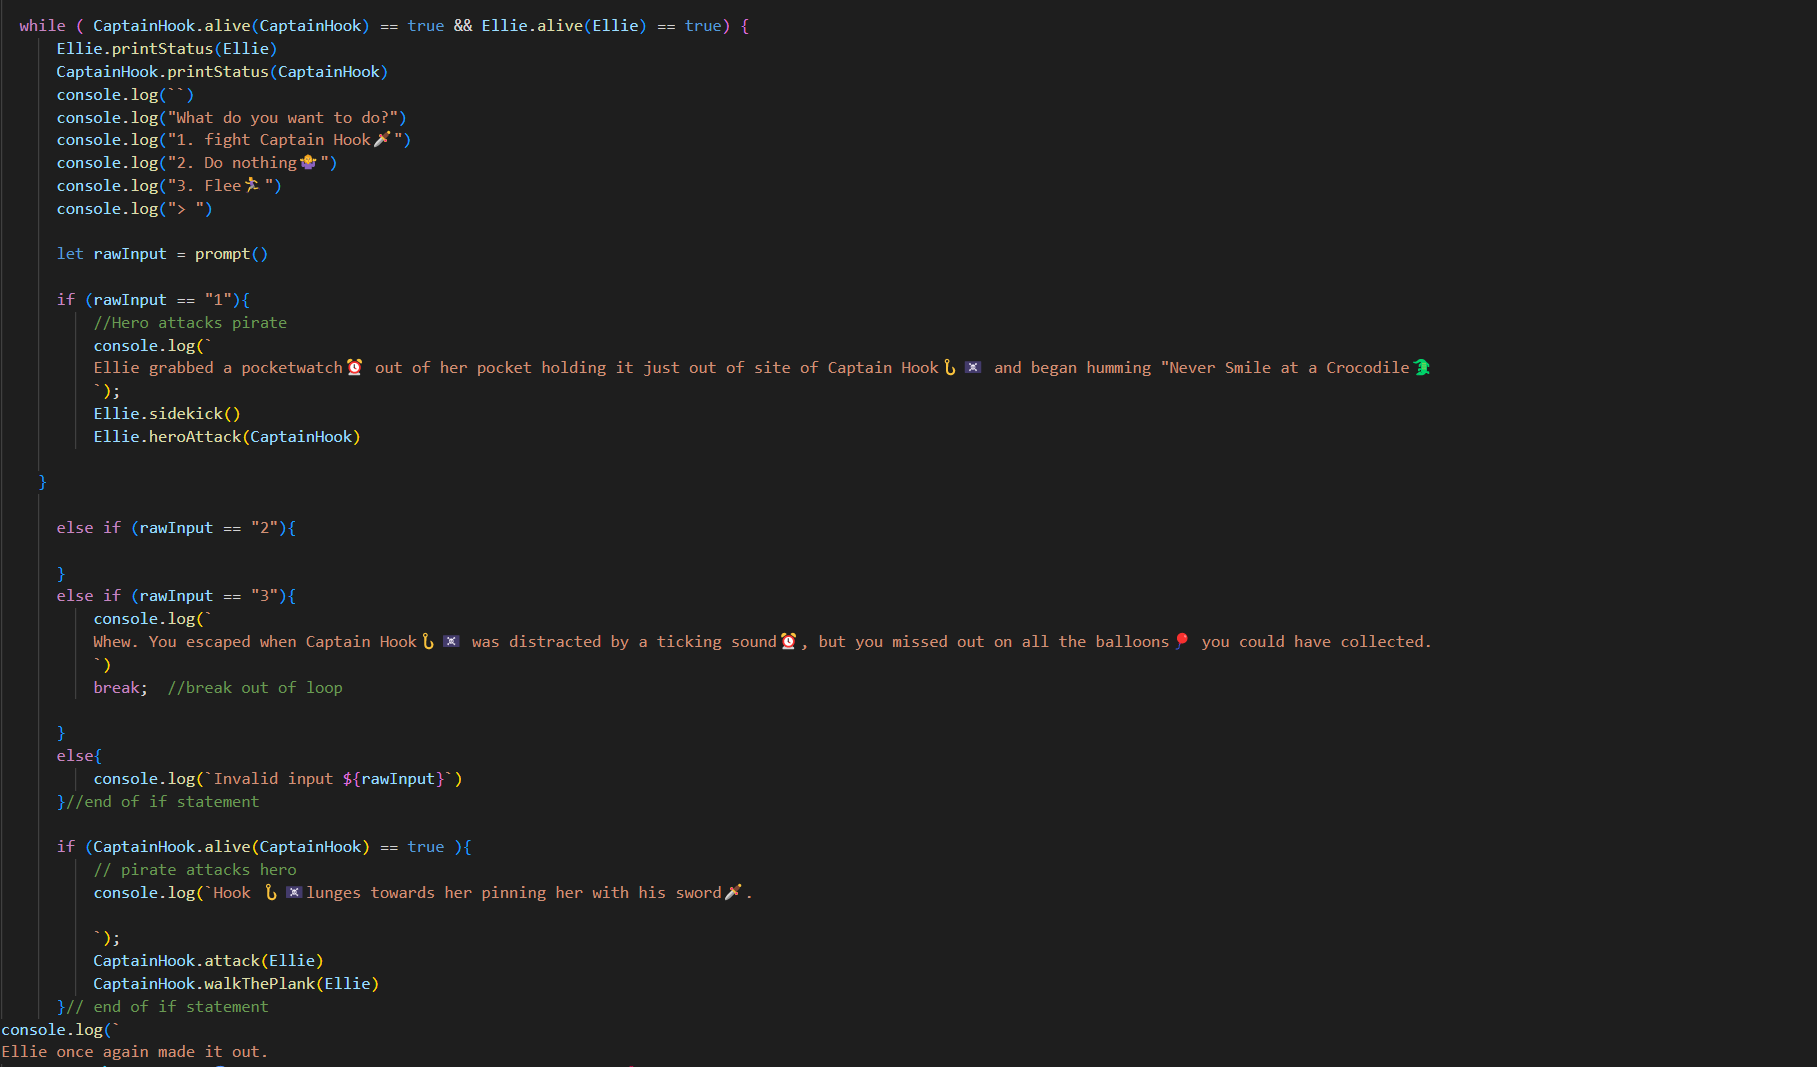 while ( CaptainHook.alive(CaptainHook) == true && Ellie.alive(Ellie) == true) {
Ellie.printStatus(Ellie)
CaptainHook.printStatus(CaptainHook)
console.log(``)
console.log("What do you want to do?")
console.log("1. fight Captain Hook🗡️")
console.log("2. Do nothing🤷")
console.log("3. Flee🏃")
console.log("> ")
let rawInput = prompt()
if (rawInput == "1"){
//Hero attacks pirate
console.log(`
Ellie grabbed a pocketwatch⏰ out of her pocket holding it just out of site of Captain Hook🪝🏴‍☠️ and began humming "Never Smile at a Crocodile🐊
`);
Ellie.sidekick()
Ellie.heroAttack(CaptainHook)
}
else if (rawInput == "2"){
}
else if (rawInput == "3"){
console.log(`
Whew. You escaped when Captain Hook🪝🏴‍☠️ was distracted by a ticking sound⏰, but you missed out on all the balloons🎈 you could have collected.
`)
break;  //break out of loop
}
else{
console.log(`Invalid input ${rawInput}`)
}//end of if statement
if (CaptainHook.alive(CaptainHook) == true ){
// pirate attacks hero
console.log(`Hook 🪝🏴‍☠️lunges towards her pinning her with his sword🗡️.
`);
CaptainHook.attack(Ellie)
CaptainHook.walkThePlank(Ellie)
}// end of if statement
console.log(`
Ellie once again made it out.